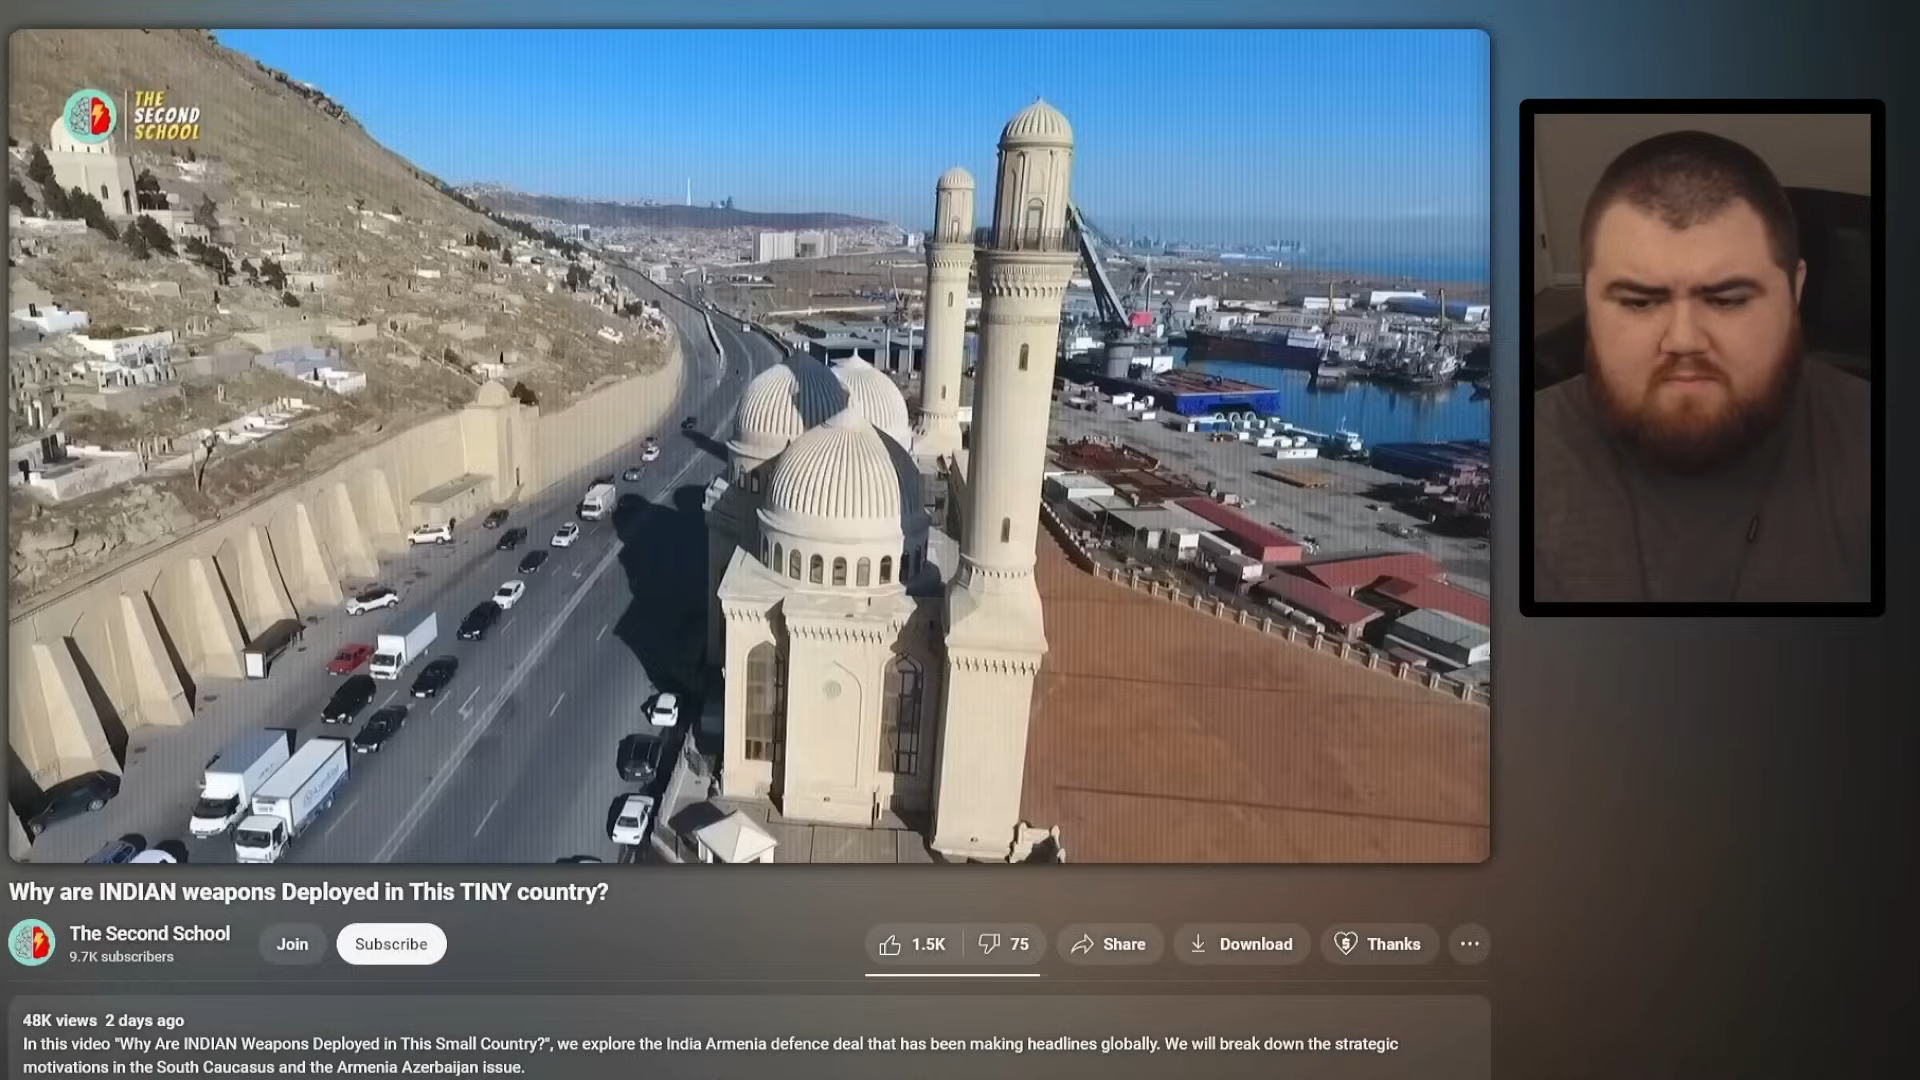 THE
SECOND
SCHOOL
Why are INDIAN weapons Deployed in This TINY country?
The Second School
9.7K subscribers
Join
Subscribe
1.5K
75
Share
Download
Thanks
48K views 2 days ago
In this video "Why Are INDIAN Weapons Deployed in This Small Country?", we explore the India Armenia defence deal that has been making headlines globally. We will break down the strategic
motivations in the South Caucasus and the Armenia Azerbaijan issue.